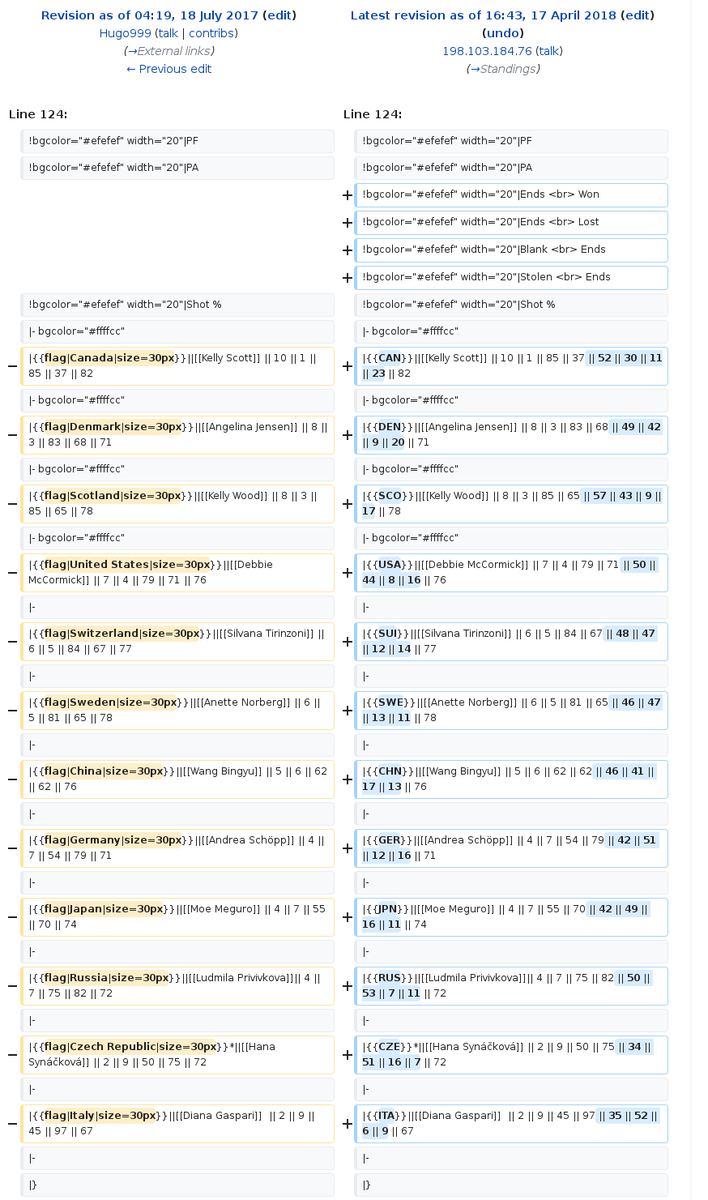 Revision as of 04:19, 18 July 2017 (edit)
Hugo999 (talk | contribs)
(→External links)
← Previous edit
Latest revision as of 16:43, 17 April 2018 (edit)
(undo)
198.103.184.76 (talk)
(→Standings)
Line 124:
Line 124:
!bgcolor="#efefef" width="20"|PF
!bgcolor="#efefef" width="20"|PF
!bgcolor="#efefef" width="20"|PA
!bgcolor="#efefef" width="20"|PA
+ !bgcolor="#efefef" width="20"|Ends <br> Won
+ !bgcolor="#efefef" width="20"|Ends <br> Lost
+ !bgcolor="#efefef" width="20"|Blank <br> Ends
+ !bgcolor="#efefef" width="20"|Stolen <br> Ends
!bgcolor="#efefef" width="20"|Shot %
!bgcolor="#efefef" width="20"|Shot %
|- bgcolor="#ffffcc"
|- bgcolor="#ffffcc"
− |{{flag|Canada|size=30px}}||[[Kelly Scott]] || 10 || 1 ||
85 || 37 || 82
+ |{{CAN}}||[[Kelly Scott]] || 10 || 1 || 85 || 37 || 52 || 30 || 11
|| 23 || 82
|- bgcolor="#ffffcc"
|- bgcolor="#ffffcc"
− |{{flag|Denmark|size=30px}}||[[Angelina Jensen]] || 8 ||
3 || 83 || 68 || 71
+ |{{DEN}}||[[Angelina Jensen]] || 8 || 3 || 83 || 68 || 49 || 42
|| 9 || 20 || 71
|- bgcolor="#ffffcc"
|- bgcolor="#ffffcc"
− |{{flag|Scotland|size=30px}}||[[Kelly Wood]] || 8 || 3 ||
85 || 65 || 78
+ |{{SCO}}||[[Kelly Wood]] || 8 || 3 || 85 || 65 || 57 || 43 || 9 ||
17 || 78
|- bgcolor="#ffffcc"
|- bgcolor="#ffffcc"
− |{{flag|United States|size=30px}}||[[Debbie
McCormick]] || 7 || 4 || 79 || 71 || 76
+ |{{USA}}||[[Debbie McCormick]] || 7 || 4 || 79 || 71 || 50 ||
44 || 8 || 16 || 76
|-
|-
− |{{flag|Switzerland|size=30px}}||[[Silvana Tirinzoni]] ||
6 || 5 || 84 || 67 || 77
+ |{{SUI}}||[[Silvana Tirinzoni]] || 6 || 5 || 84 || 67 || 48 || 47
|| 12 || 14 || 77
|-
|-
− |{{flag|Sweden|size=30px}}||[[Anette Norberg]] || 6 ||
5 || 81 || 65 || 78
+ |{{SWE}}||[[Anette Norberg]] || 6 || 5 || 81 || 65 || 46 || 47
|| 13 || 11 || 78
|-
|-
− |{{flag|China|size=30px}}||[[Wang Bingyu]] || 5 || 6 || 62
|| 62 || 76
+ |{{CHN}}||[[Wang Bingyu]] || 5 || 6 || 62 || 62 || 46 || 41 ||
17 || 13 || 76
|-
|-
− |{{flag|Germany|size=30px}}||[[Andrea Schöpp]] || 4 ||
7 || 54 || 79 || 71
+ |{{GER}}||[[Andrea Schöpp]] || 4 || 7 || 54 || 79 || 42 || 51
|| 12 || 16 || 71
|-
|-
− |{{flag|Japan|size=30px}}||[[Moe Meguro]] || 4 || 7 || 55
|| 70 || 74
+ |{{JPN}}||[[Moe Meguro]] || 4 || 7 || 55 || 70 || 42 || 49 ||
16 || 11 || 74
|-
|-
− |{{flag|Russia|size=30px}}||[[Ludmila Privivkova]]|| 4 ||
7 || 75 || 82 || 72
+ |{{RUS}}||[[Ludmila Privivkova]]|| 4 || 7 || 75 || 82 || 50 ||
53 || 7 || 11 || 72
|-
|-
− |{{flag|Czech Republic|size=30px}}*||[[Hana
Synáčková]] || 2 || 9 || 50 || 75 || 72
+ |{{CZE}}*||[[Hana Synáčková]] || 2 || 9 || 50 || 75 || 34 ||
51 || 16 || 7 || 72
|-
|-
− |{{flag|Italy|size=30px}}||[[Diana Gaspari]] || 2 || 9 ||
45 || 97 || 67
+ |{{ITA}}||[[Diana Gaspari]] || 2 || 9 || 45 || 97 || 35 || 52 ||
6 || 9 || 67
|-
|-
|}
|}